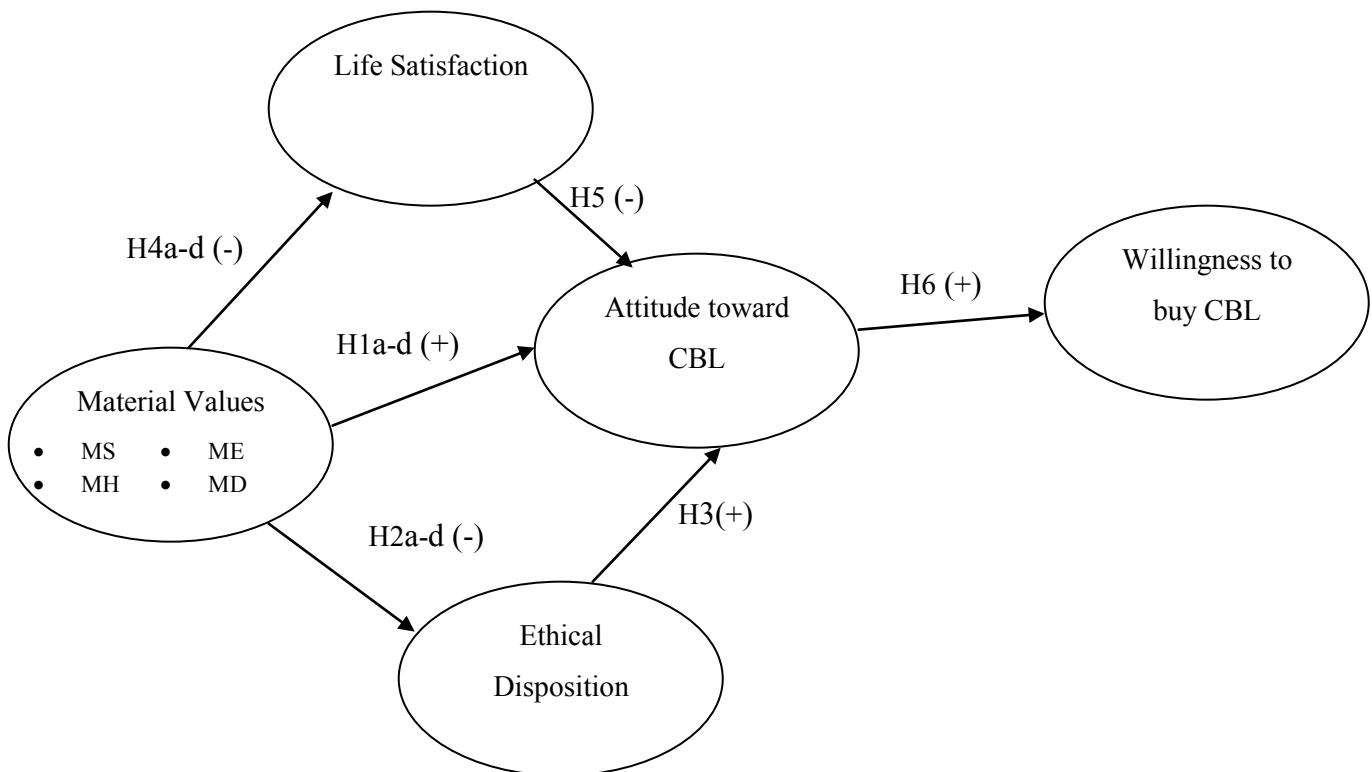 Life Satisfaction
H5 (-)
H4a-d (-)
Willingness to
buy CBL
H6 (+)
Attitude toward
CBL
H1a-d (+)
Material Values
• MS • ME
• MH • MD
H3(+)
H2a-d (-)
Ethical
Disposition